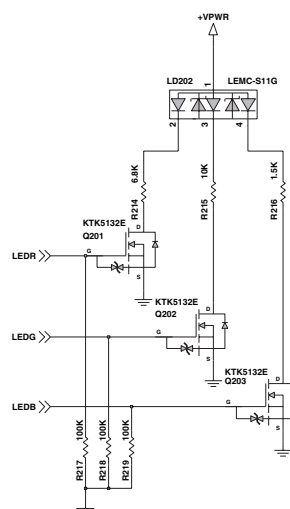 +VPWR
LD202 LEMC-S11G
1
2 3 4
6.8K 10K 1.5K
R214 R215 R216
KTK5132E
Q201
D
LEDR G
S
KTK5132E
Q202
D
LEDG G
S
KTK5132E
Q203
D
LEDB G
S
100K 100K 100K
R217 R218 R219